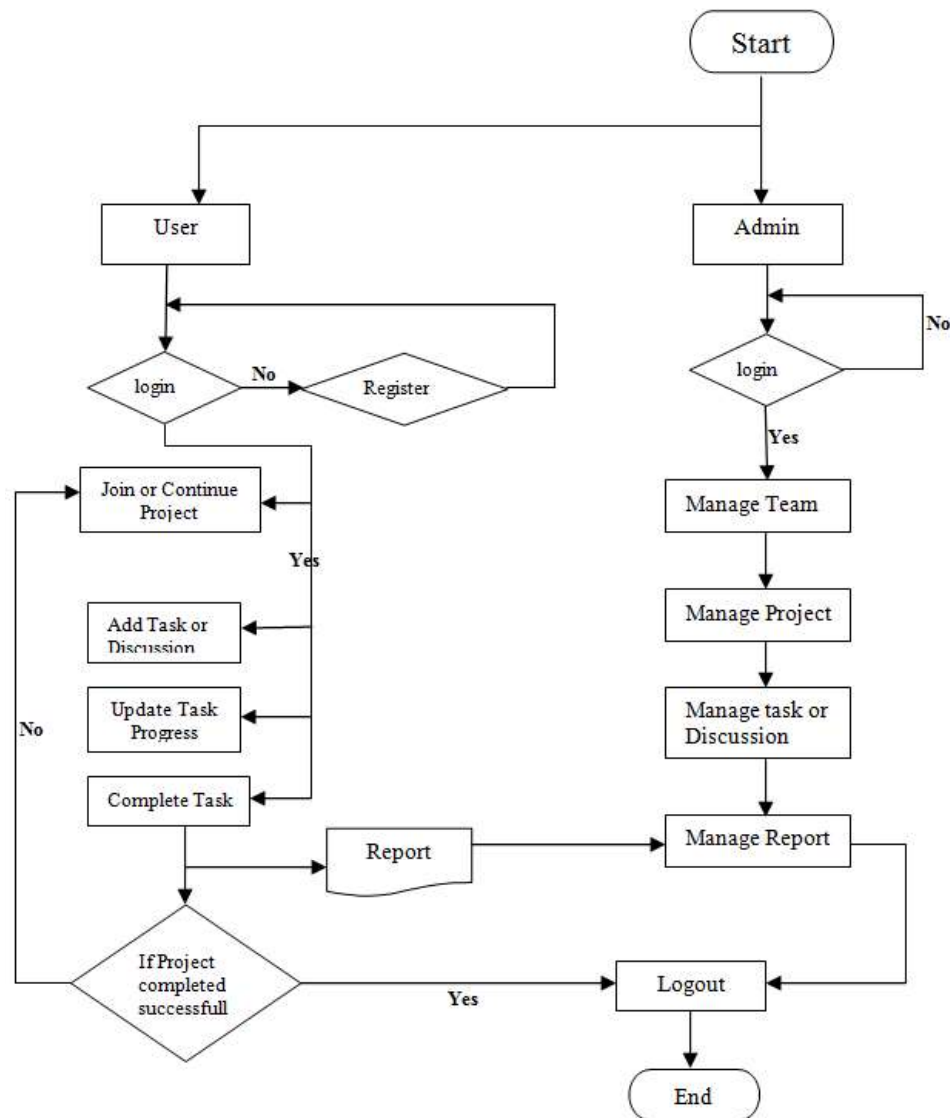 Start
User
Admin
No
login
No
Register
login
Yes
Join or Continue
Project
Manage Team
Yes
Add Task or
Discussion
Manage Project
No
Update Task
Progress
Manage task or
Discussion
Complete Task
Report
Manage Report
If Project
completed
successfull
Yes
Logout
End